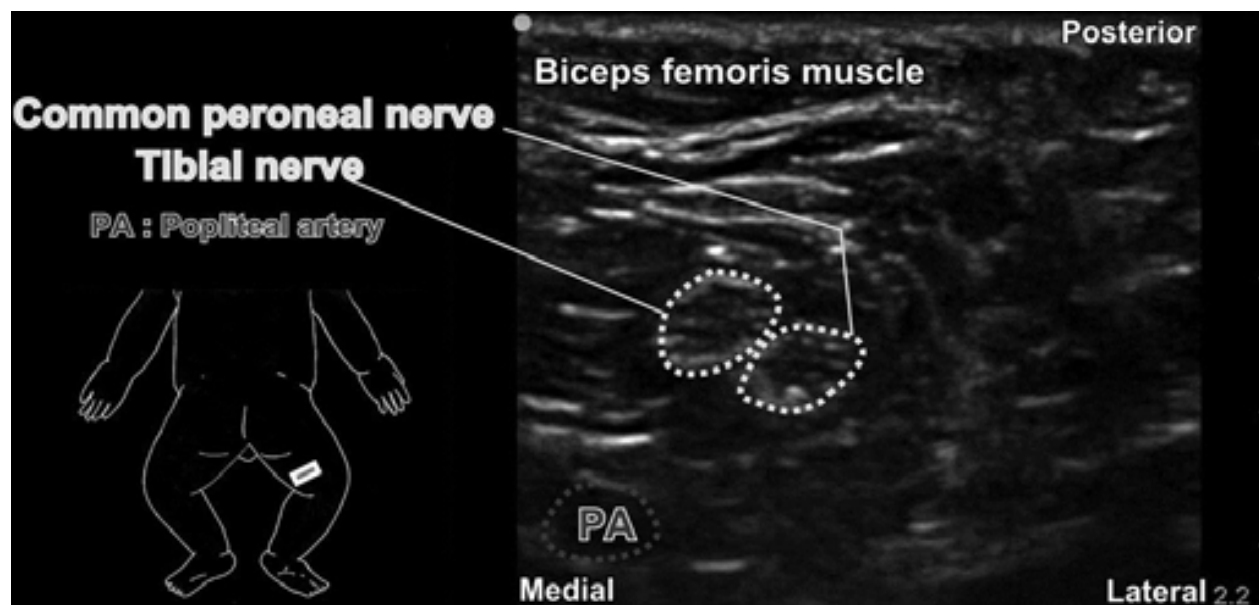 Posterior
Biceps femoris muscle
Common peroneal nerve
Tibial nerve
PA : Popliteal artery
PA
Medial
Lateral 2.2